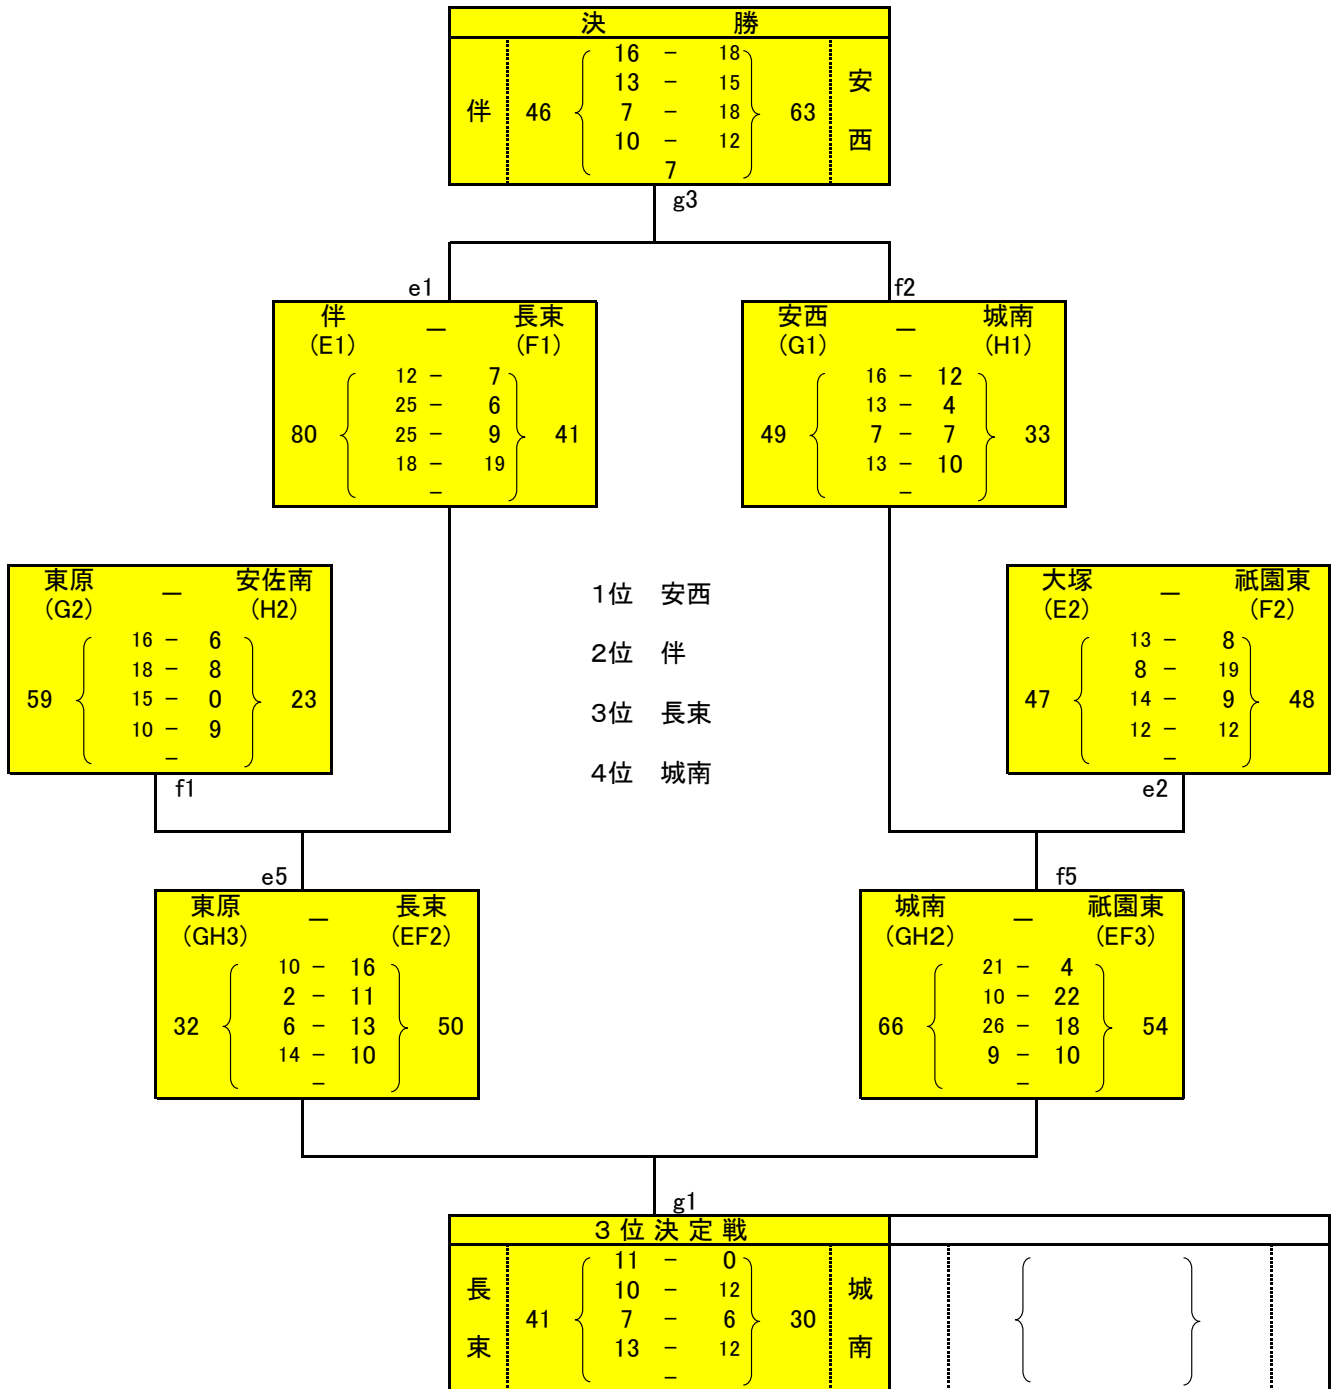 決 勝
伴 46 16 － 18 63 安西
13 － 15
7 － 18
10 － 12
7
g3
e1
f2
伴 － 長束
(E1) (F1)
12 － 7
25 － 6
80 25 － 9 41
18 － 19
－
安西 － 城南
(G1) (H1)
16 － 12
13 － 4
49 7 － 7 33
13 － 10
－
東原 － 安佐南
(G2) (H2)
16 － 6
18 － 8
59 15 － 0 23
10 － 9
－
f1
1位 安西
2位 伴
3位 長束
4位 城南
大塚 － 祇園東
(E2) (F2)
13 － 8
8 － 19
47 14 － 9 48
12 － 12
－
e2
e5
f5
東原 － 長束
(GH3) (EF2)
10 － 16
2 － 11
32 6 － 13 50
14 － 10
－
城南 － 祇園東
(GH2) (EF3)
21 － 4
10 － 22
66 26 － 18 54
9 － 10
－
g1
3位決定戦
長束 41 11 － 0 30 城南
10 － 12
7 － 6
13 － 12
－